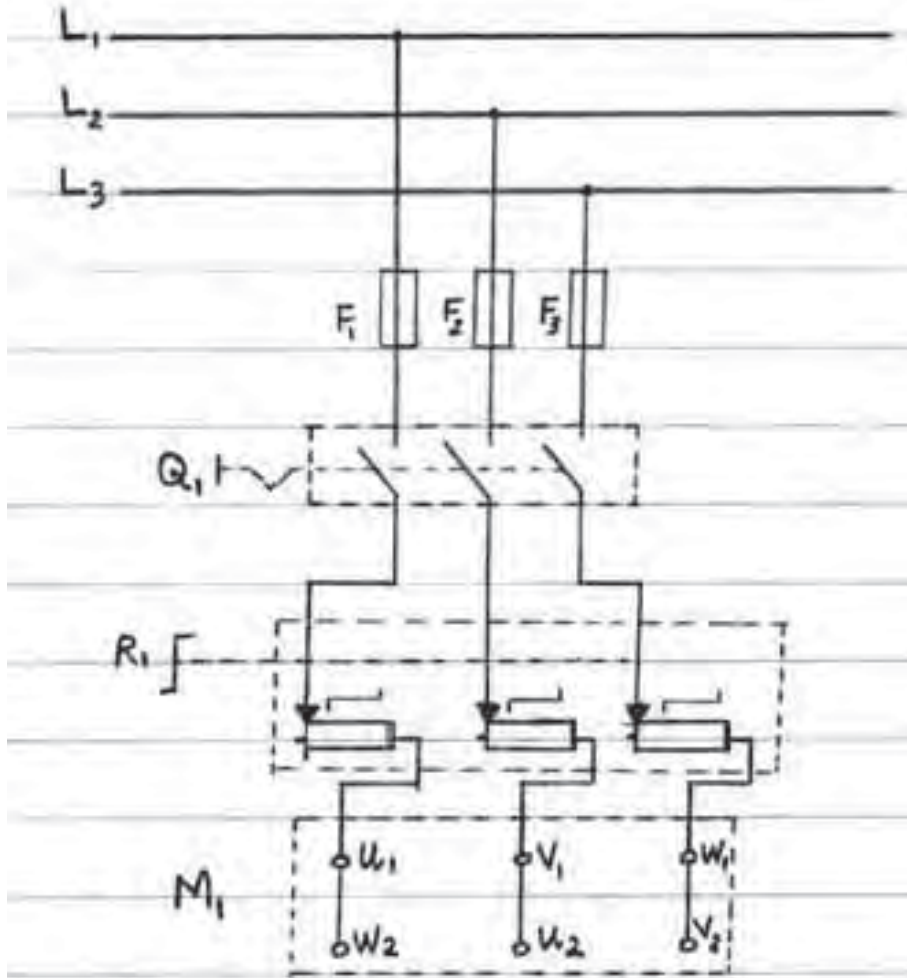 L₁
L₂
L₃
F₁ F₂ F₃
Q₁
R₁
U₁ V₁ W₁
M₁
W₂ U₂ V₂